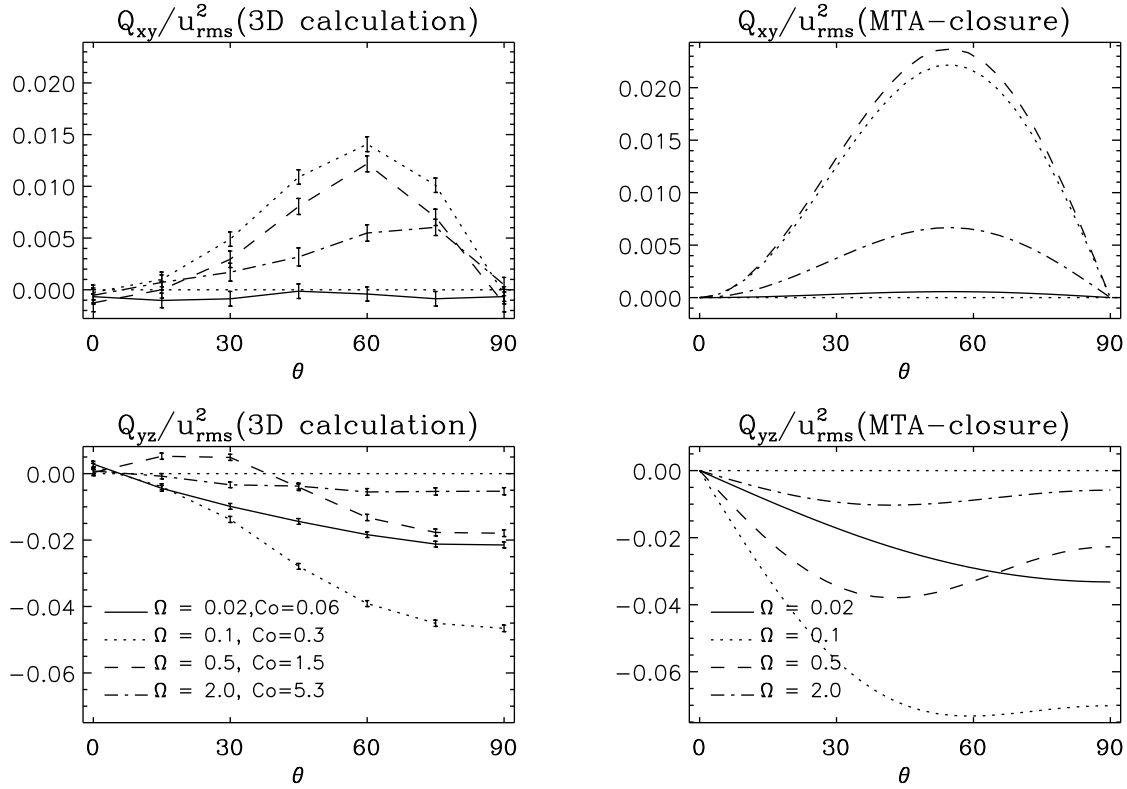 Q_xy/u²_rms(3D calculation)
0.020
0.015
0.010
0.005
0.000
0 30 60 90
θ
Q_xy/u²_rms(MTA−closure)
0.020
0.015
0.010
0.005
0.000
0 30 60 90
θ
Q_yz/u²_rms(3D calculation)
0.00
−0.02
−0.04
−0.06
Ω = 0.02,Co=0.06
Ω = 0.1, Co=0.3
Ω = 0.5, Co=1.5
Ω = 2.0, Co=5.3
0 30 60 90
θ
Q_yz/u²_rms(MTA−closure)
0.00
−0.02
−0.04
−0.06
Ω = 0.02
Ω = 0.1
Ω = 0.5
Ω = 2.0
0 30 60 90
θ